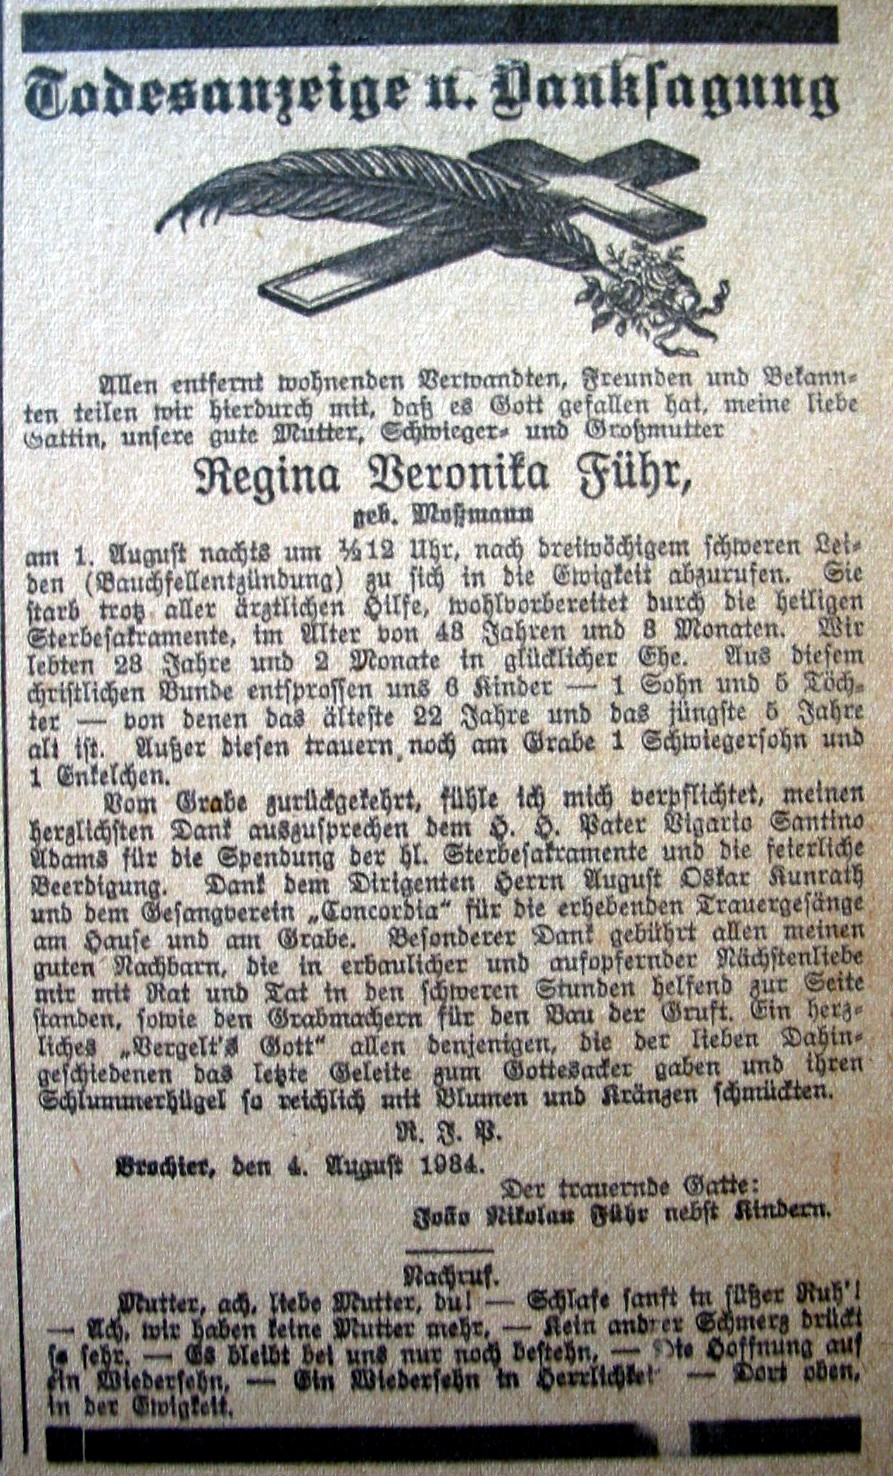 Todesanzeige u. Danksagung
Allen entfernt wohnenden Verwandten, Freunden und Bekann-
ten teilen wir hierdurch mit, daß es Gott gefallen hat, meine liebe
Gattin, unsere gute Mutter, Schwieger- und Großmutter
Regina Veronika Führ,
geb. Moßmann
am 1. August nachts um ½12 Uhr, nach dreiwöchigem schweren Lei-
den (Bauchfellentzündung) zu sich in die Ewigkeit abzurufen. Sie
starb trotz aller ärztlichen Hilfe, wohlvorbereitet durch die heiligen
Sterbesakramente, im Alter von 48 Jahren und 8 Monaten. Wir
lebten 23 Jahre und 2 Monate in glücklicher Ehe. Aus diesem
christlichen Bunde entsprossen uns 6 Kinder — 1 Sohn und 5 Töch-
ter — von denen das älteste 22 Jahre und das jüngste 5 Jahre
alt ist. Außer diesen trauern noch am Grabe 1 Schwiegersohn und
1 Enkelchen.
Vom Grabe zurückgekehrt, fühle ich mich verpflichtet, meinen
herzlichsten Dank auszusprechen dem H. H. Pater Vigario Santino
Adams für die Spendung der hl. Sterbesakramente und die feierliche
Beerdigung. Dank dem Dirigenten Herrn August Oskar Kunrath
und dem Gesangverein „Concordia“ für die erhebenden Trauergesänge
am Hause und am Grabe. Besonderer Dank gebührt allen meinen
guten Nachbarn, die in erbaulicher und aufopfernder Nächstenliebe
mir mit Rat und Tat in den schweren Stunden helfend zur Seite
standen, sowie den Grabmachern für den Bau der Gruft. Ein herz-
liches „Vergelt's Gott“ allen denjenigen, die der lieben Dahin-
geschiedenen das letzte Geleite zum Gottesacker gaben und ihren
Schlummerhügel so reichlich mit Blumen und Kränzen schmückten.
R. J. P.
Brochier, den 4. August 1934.
Der trauernde Gatte:
João Nikolau Führ nebst Kindern.
Nachruf.
Mutter, ach, liebe Mutter, du! — Schlafe sanft in süßer Ruh'!
— Ach, wir haben keine Mutter mehr, — Kein andrer Schmerz drückt
so sehr. — Es bleibt bei uns nur noch bestehn, — Die Hoffnung auf
ein Wiedersehn, — Ein Wiedersehn in Herrlichkeit — Dort oben,
in der Ewigkeit.